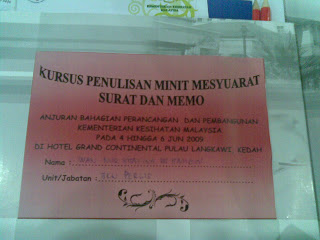 KURSUS PENULISAN MINIT MESYUARAT
SURAT DAN MEMO
ANJURAN BAHAGIAN PERANCANGAN DAN PEMBANGUNAN
KEMENTERIAN KESIHATAN MALAYSIA
PADA 4 HINGGA 6 JUN 2009
DI HOTEL GRAND CONTINENTAL PULAU LANGKAWI, KEDAH
Nama :
Unit/Jabatan : PERLIS